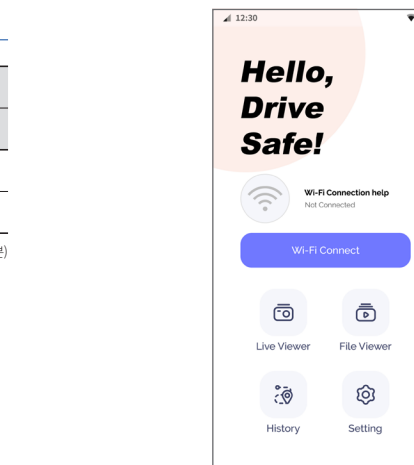 12:30
Hello,
Drive
Safe!
Wi-Fi Connection help
Not Connected
Wi-Fi Connect
Live Viewer
File Viewer
History
Setting